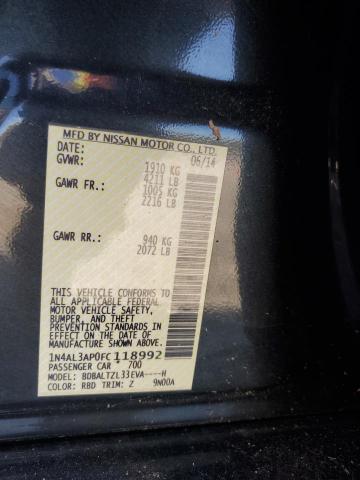 MFD BY NISSAN MOTOR CO., LTD.
DATE: 06/14
GVWR: 1910 KG
4211 LB
GAWR FR.: 1005 KG
2216 LB
GAWR RR.: 940 KG
2072 LB
THIS VEHICLE CONFORMS TO
ALL APPLICABLE FEDERAL
MOTOR VEHICLE SAFETY,
BUMPER, AND THEFT
PREVENTION STANDARDS IN
EFFECT ON THE DATE OF
MANUFACTURE SHOWN ABOVE.
1N4AL3AP0FC118992
PASSENGER CAR * 700
MODEL: BDBALTZL33EVA----H
COLOR: RBD TRIM: Z 9N00A